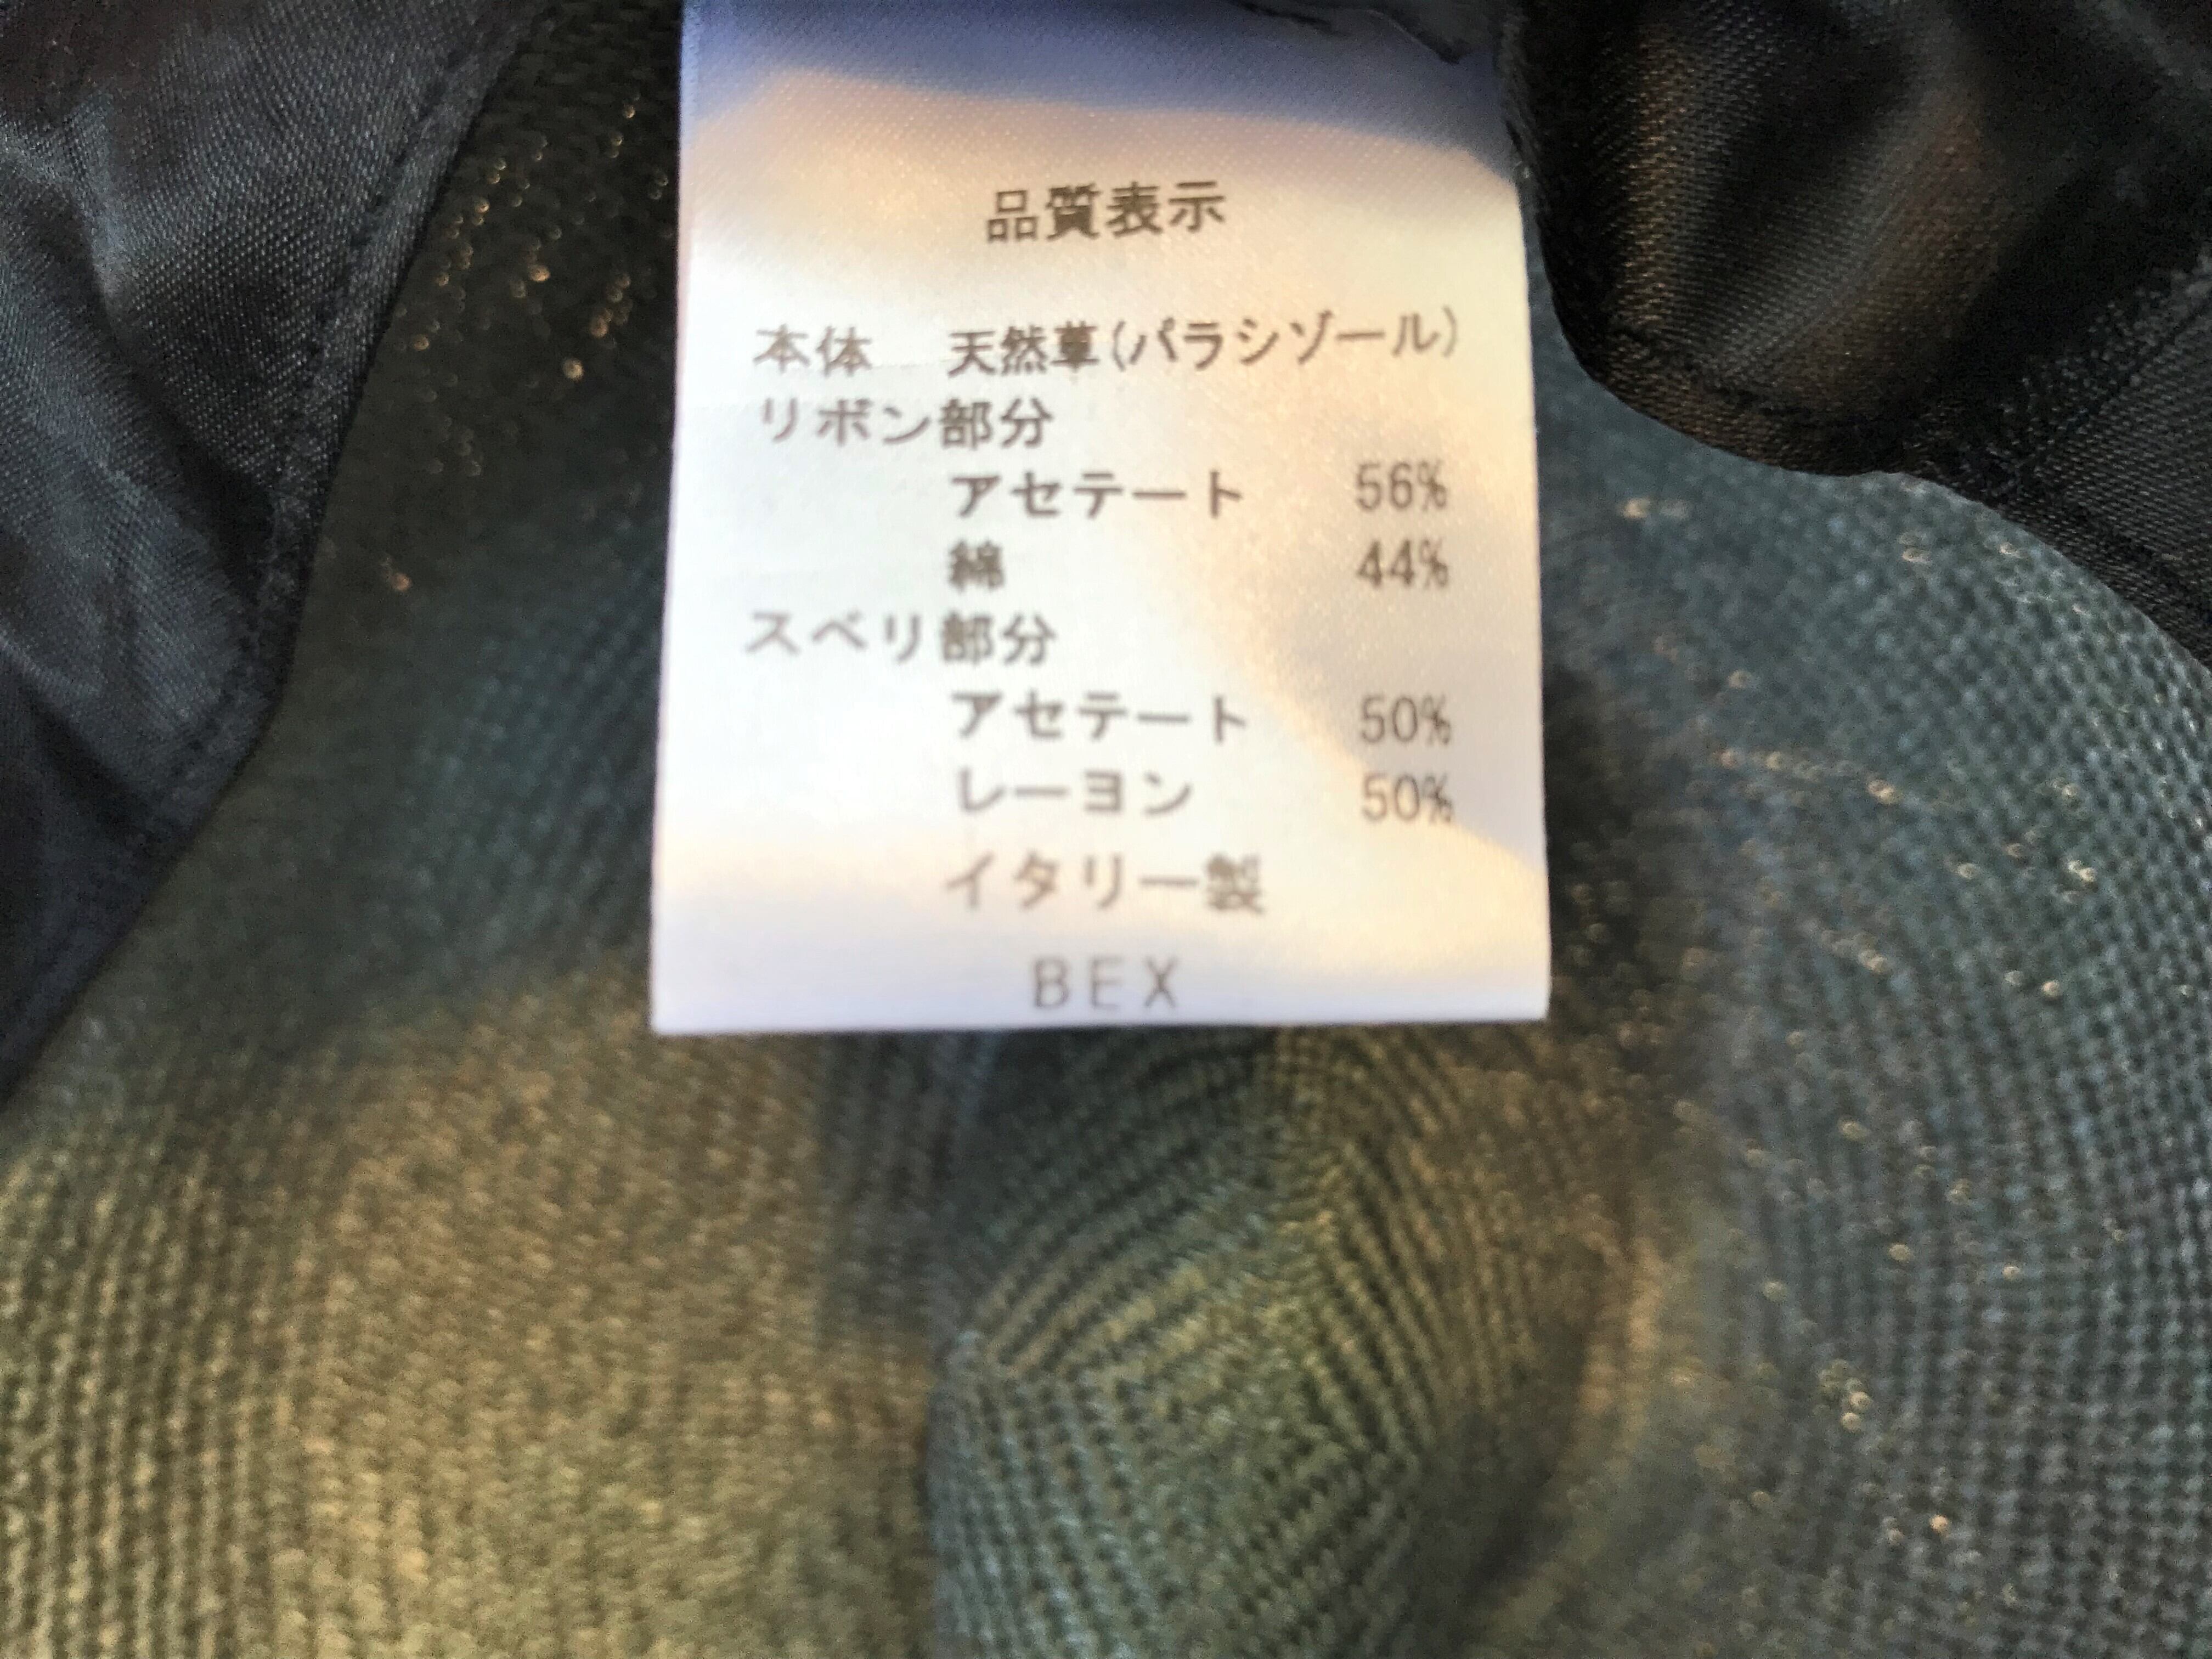 品質表示
本体 天然草(パラシゾール)
リボン部分
アセテート 56%
綿 44%
スベリ部分
アセテート 50%
レーヨン 50%
イタリー製
BEX